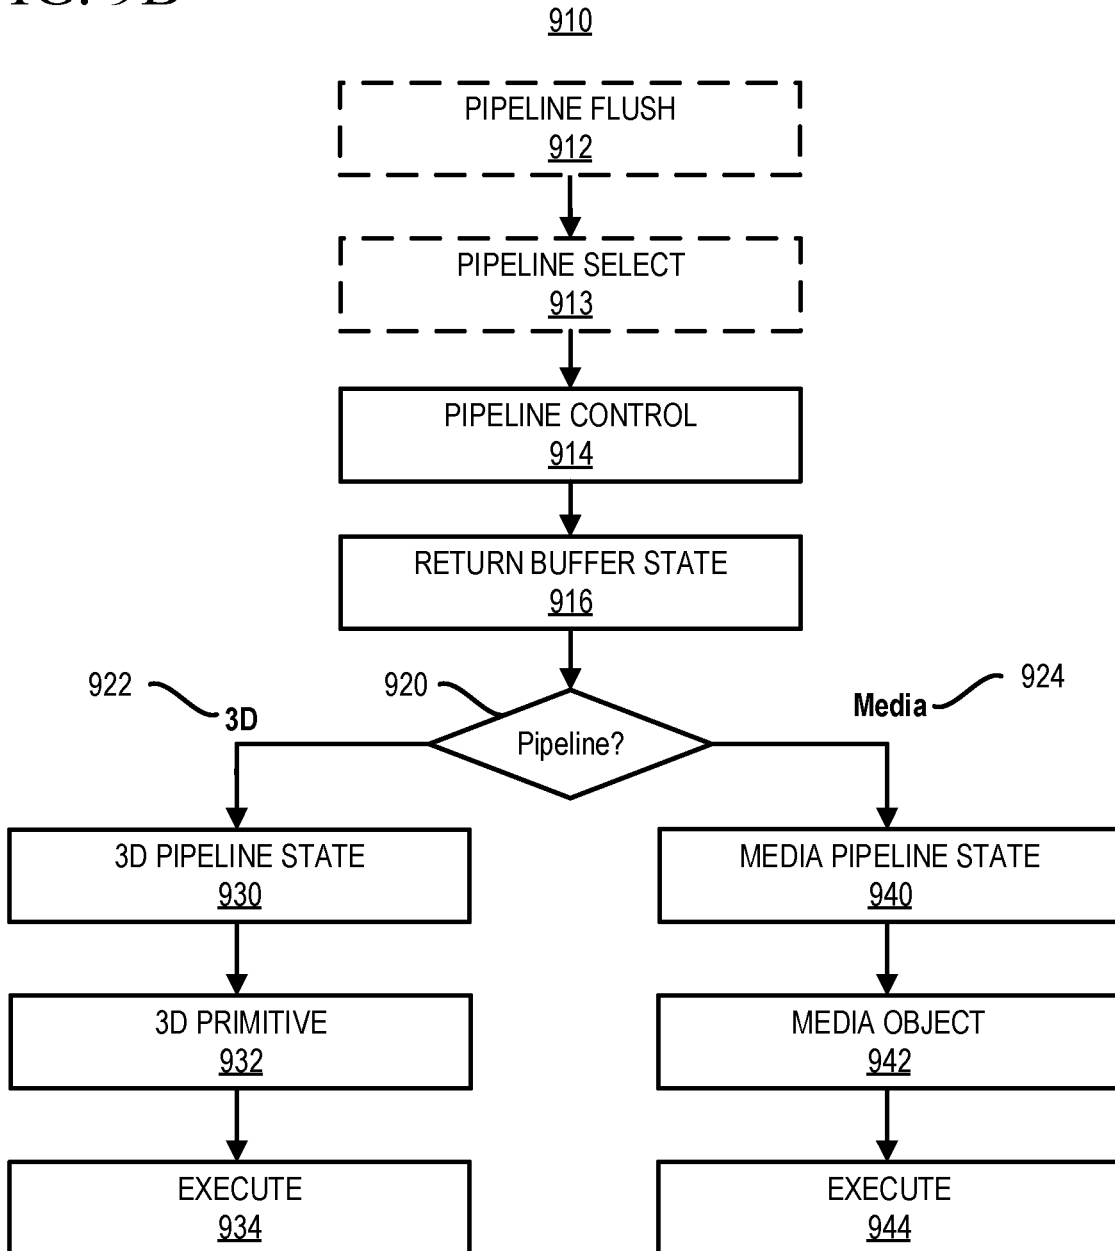 FIG. 9B
910
PIPELINE FLUSH
912
PIPELINE SELECT
913
PIPELINE CONTROL
914
RETURN BUFFER STATE
916
922
3D
920
Pipeline?
Media
924
3D PIPELINE STATE
930
MEDIA PIPELINE STATE
940
3D PRIMITIVE
932
MEDIA OBJECT
942
EXECUTE
934
EXECUTE
944